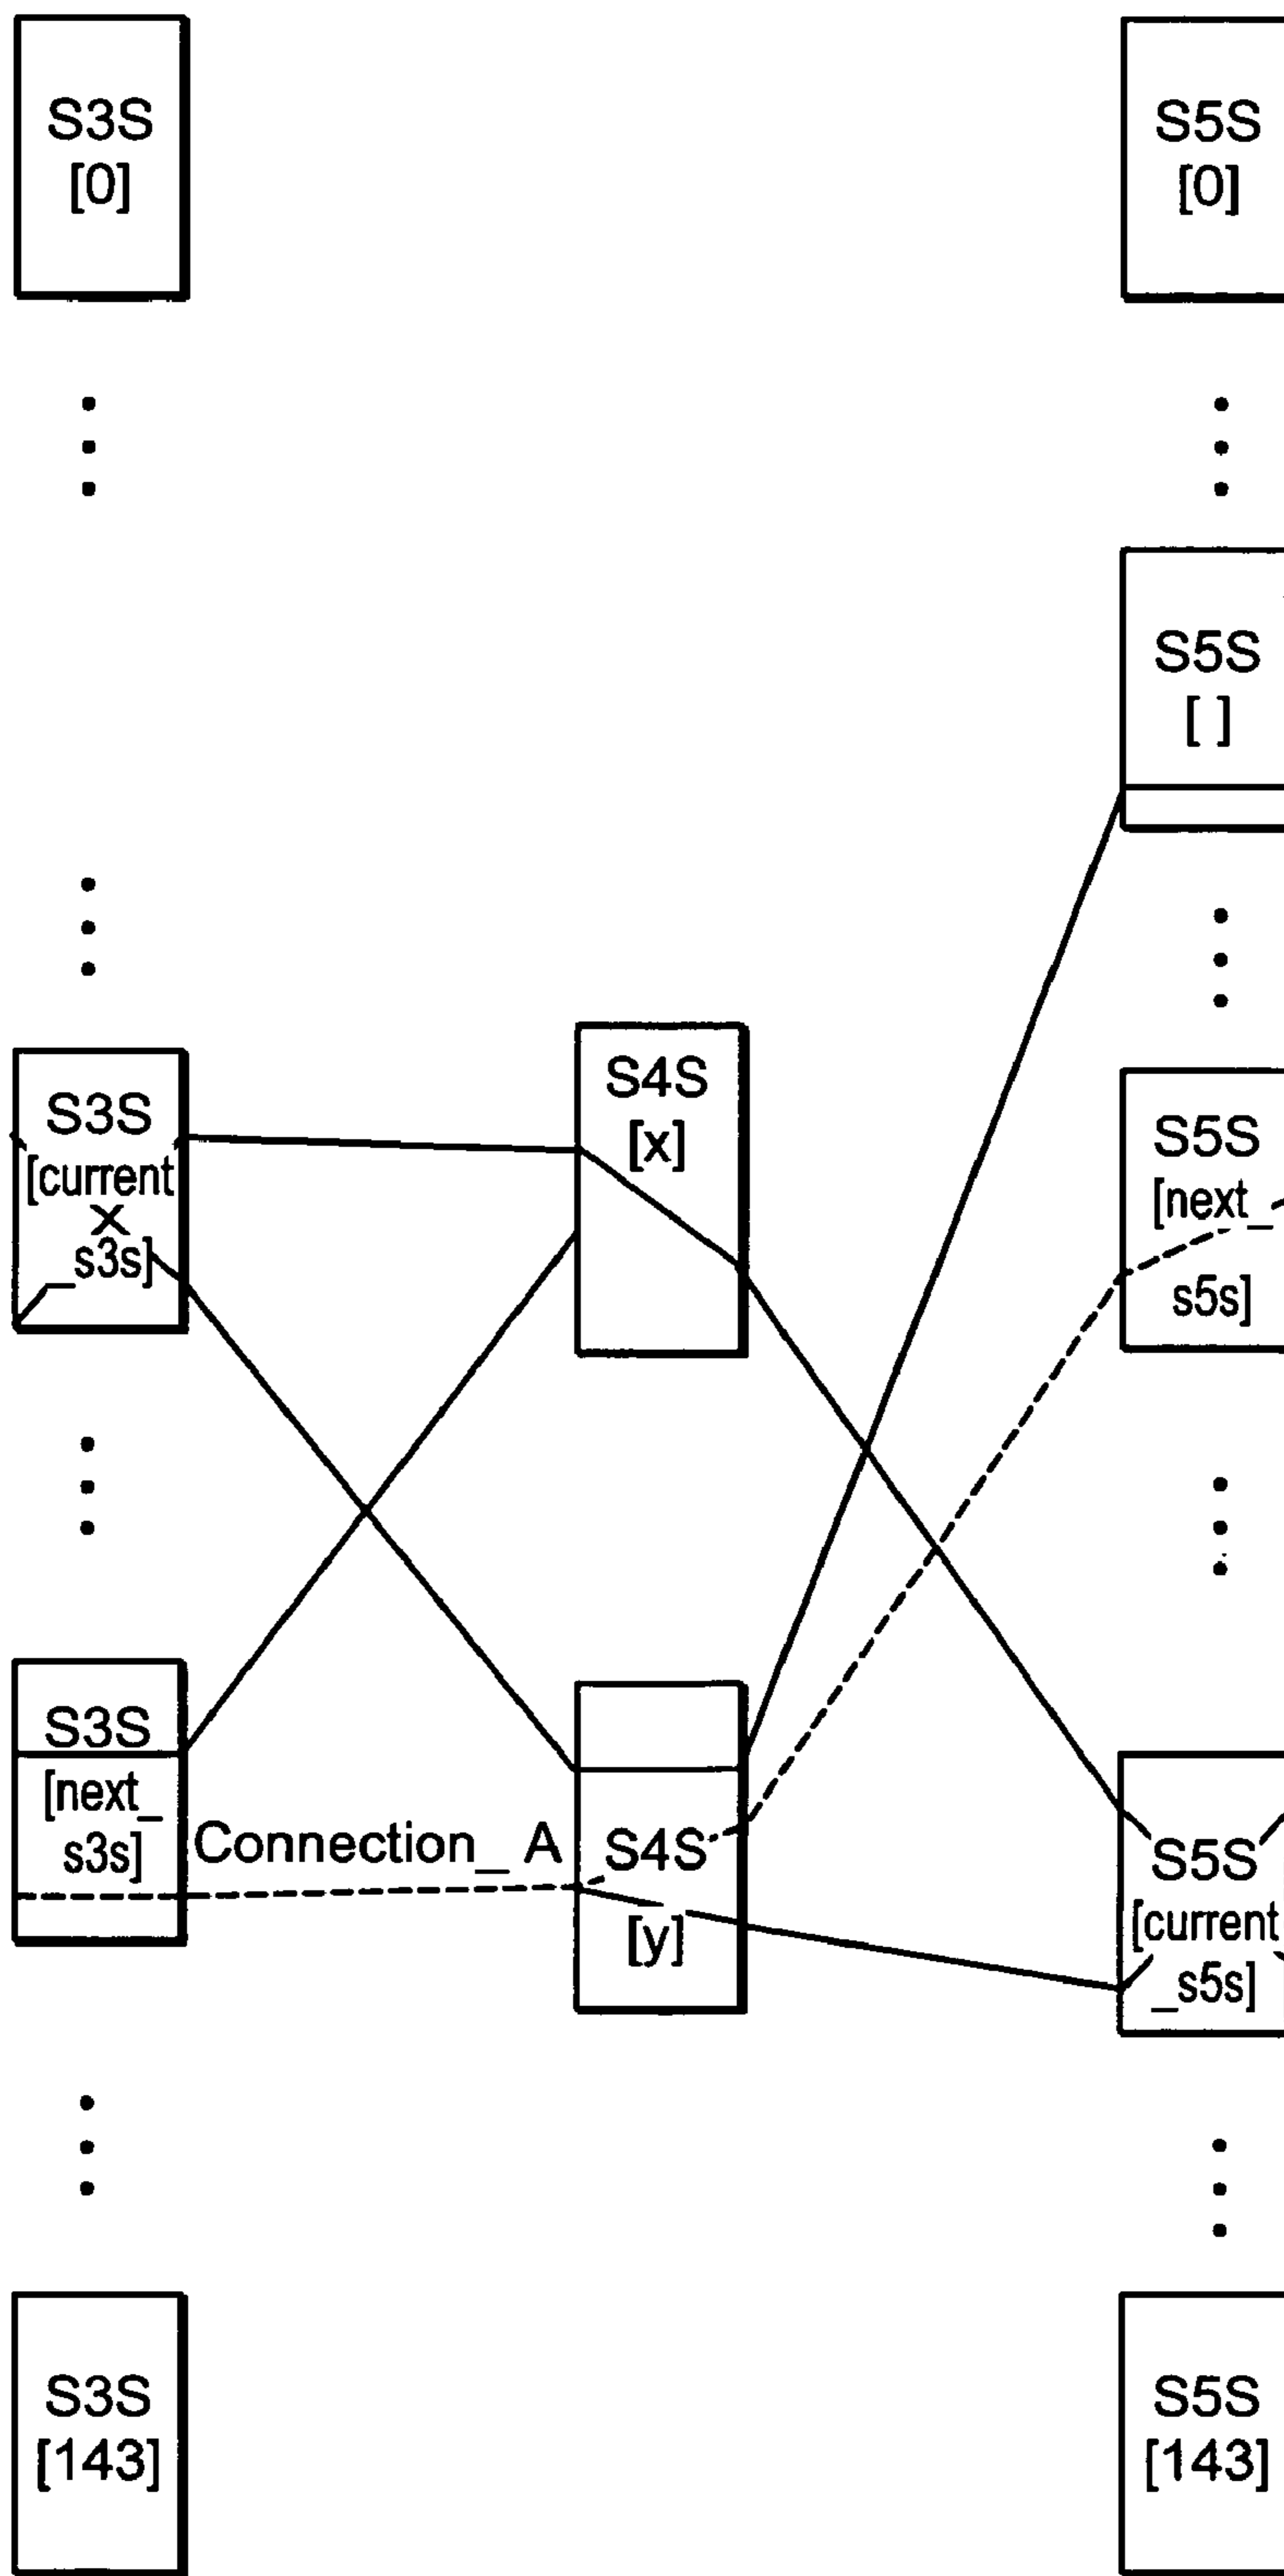 S3S
[0]
S5S
[0]
S5S
[ ]
S3S
[current
_s3s]
S4S
[x]
S5S
[next_
s5s]
S3S
[next_
s3s]
Connection_ A
S4S
[y]
S5S
[current
_s5s]
S3S
[143]
S5S
[143]